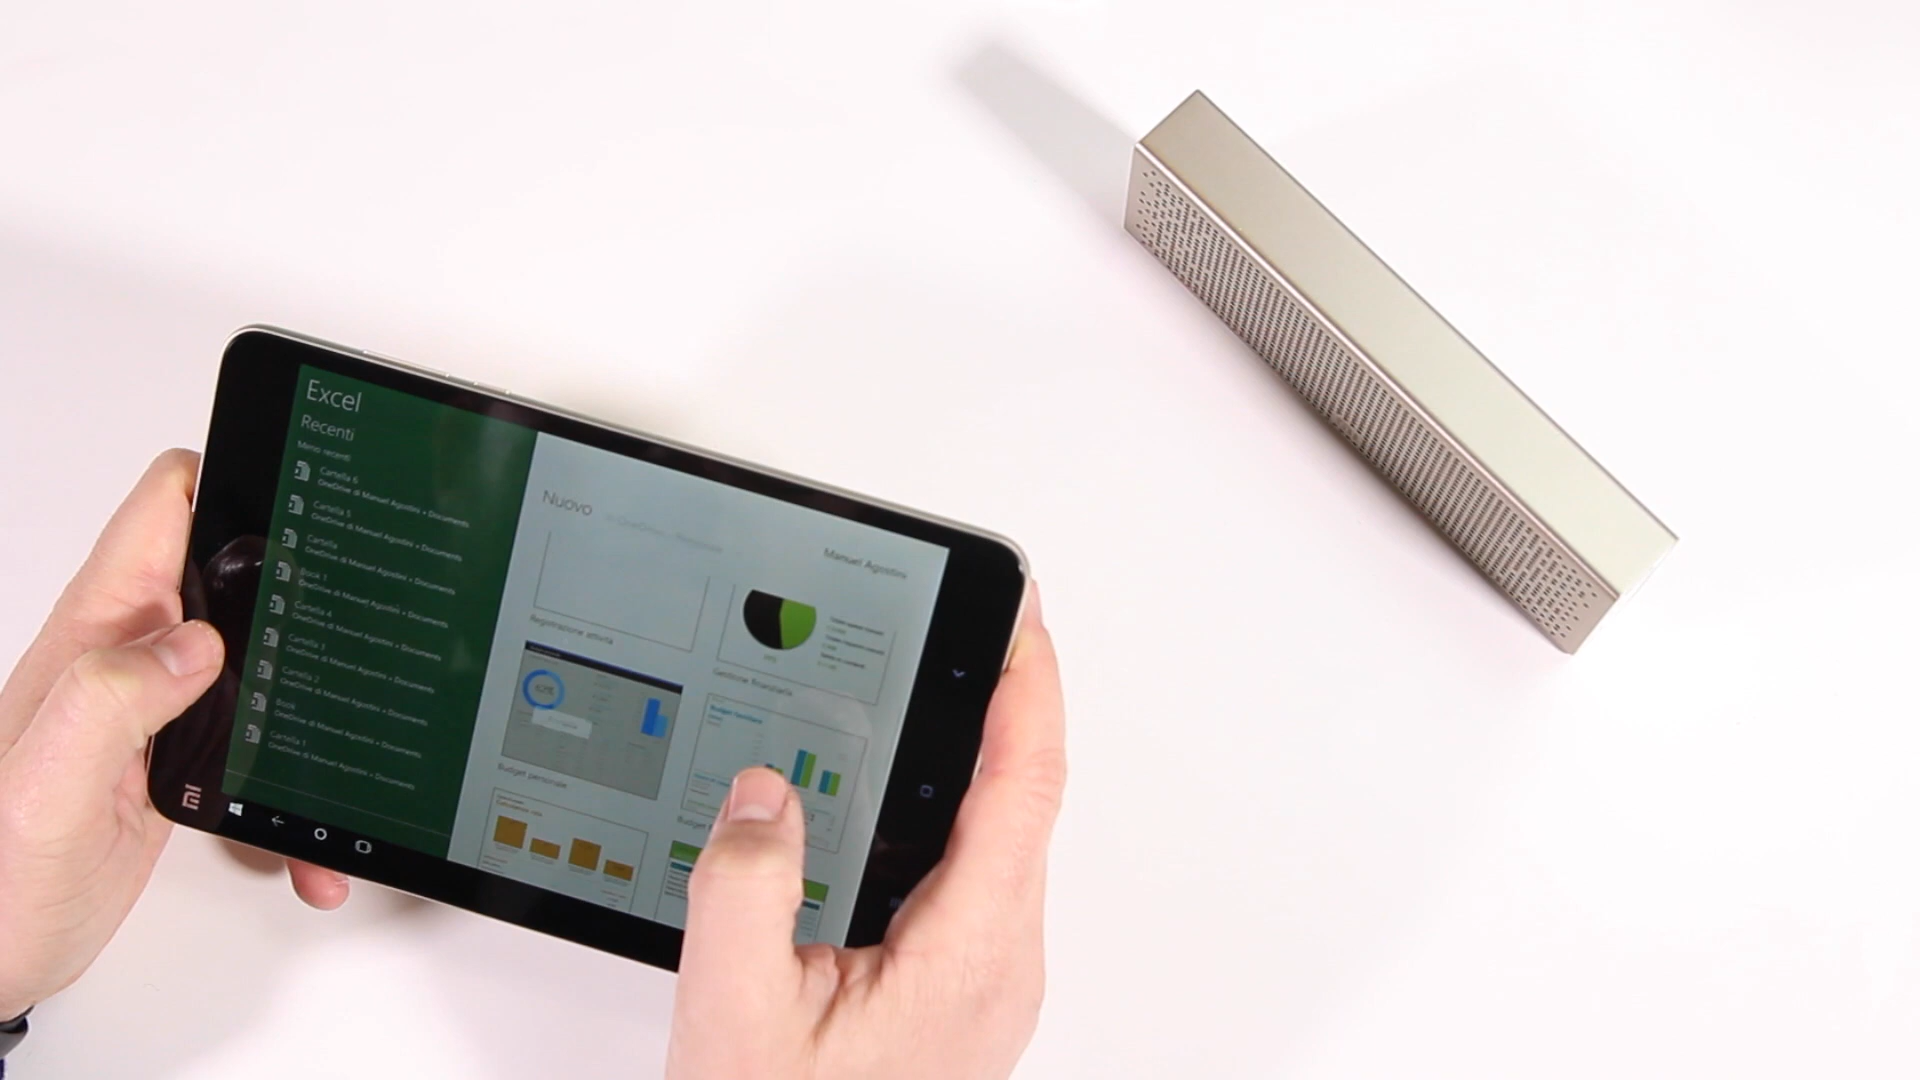 Excel
Recenti
Meno recenti
Cartella 6
OneDrive di Manuel Agostini » Documents
Cartella 5
OneDrive di Manuel Agostini » Documents
Cartella
OneDrive di Manuel Agostini » Documents
Book 1
OneDrive di Manuel Agostini » Documents
Cartella 4
OneDrive di Manuel Agostini » Documents
Cartella 3
OneDrive di Manuel Agostini » Documents
Cartella 2
OneDrive di Manuel Agostini » Documents
Book
OneDrive di Manuel Agostini » Documents
Cartella 1
OneDrive di Manuel Agostini » Documents
Nuovo
Manuel Agostini
Registrazione attività
Gestione finanziaria
Budget familiare
Budget personale
Budget